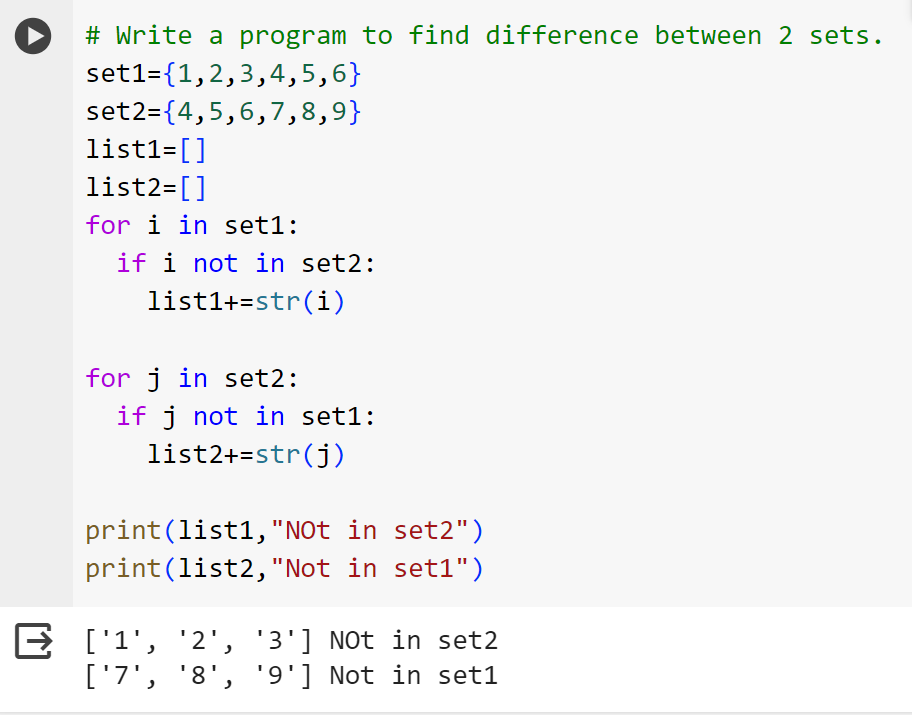 # Write a program to find difference between 2 sets.
set1={1,2,3,4,5,6}
set2={4,5,6,7,8,9}
list1=[]
list2=[]
for i in set1:
  if i not in set2:
    list1+=str(i)

for j in set2:
  if j not in set1:
    list2+=str(j)

print(list1,"NOt in set2")
print(list2,"Not in set1")
['1', '2', '3'] NOt in set2
['7', '8', '9'] Not in set1